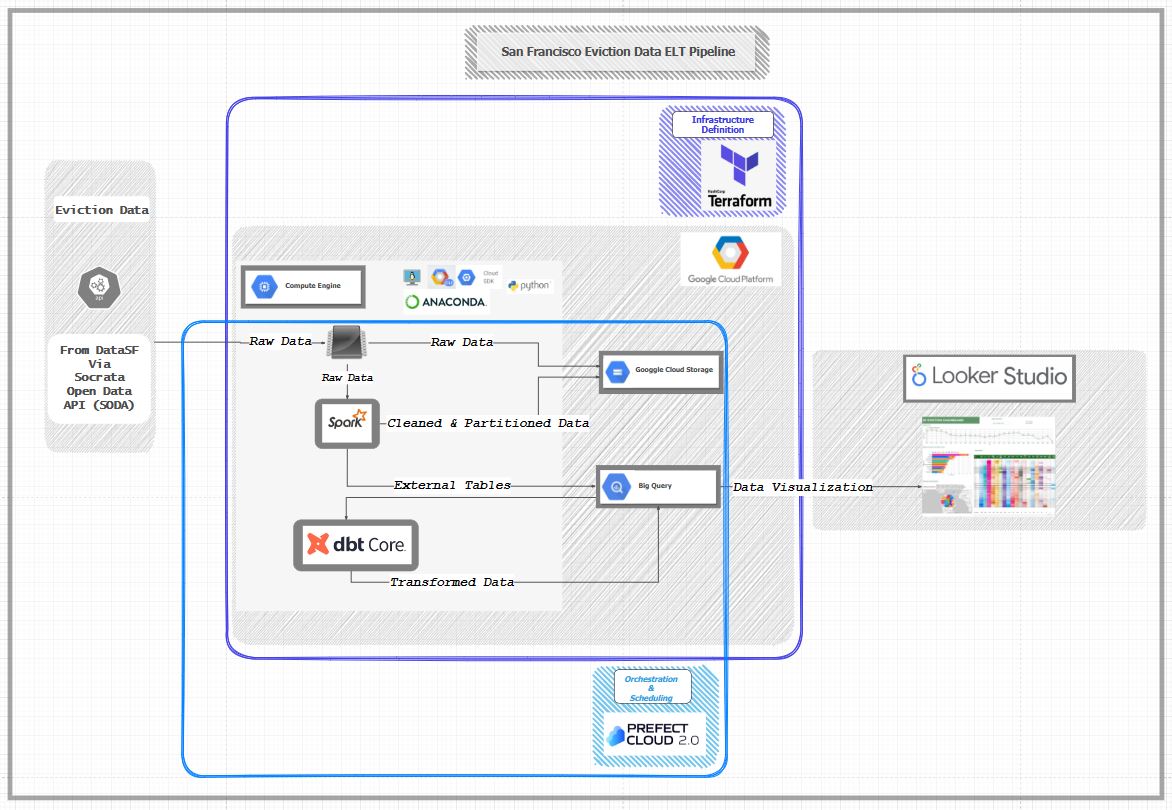 San Francisco Eviction Data ELT Pipeline
Infrastructure
Definition
HashiCorp
Terraform
Eviction Data
api
From DataSF
Via
Socrata
Open Data
API (SODA)
Google Cloud Platform
Compute Engine
Cloud
SDK
python
ANACONDA.
Raw Data
Raw Data
Raw Data
Googgle Cloud Storage
Spark
Cleaned & Partitioned Data
External Tables
Big Query
Data Visualization
dbt Core
Transformed Data
Looker Studio
Orchestration
&
Scheduling
PREFECT
CLOUD 2.0